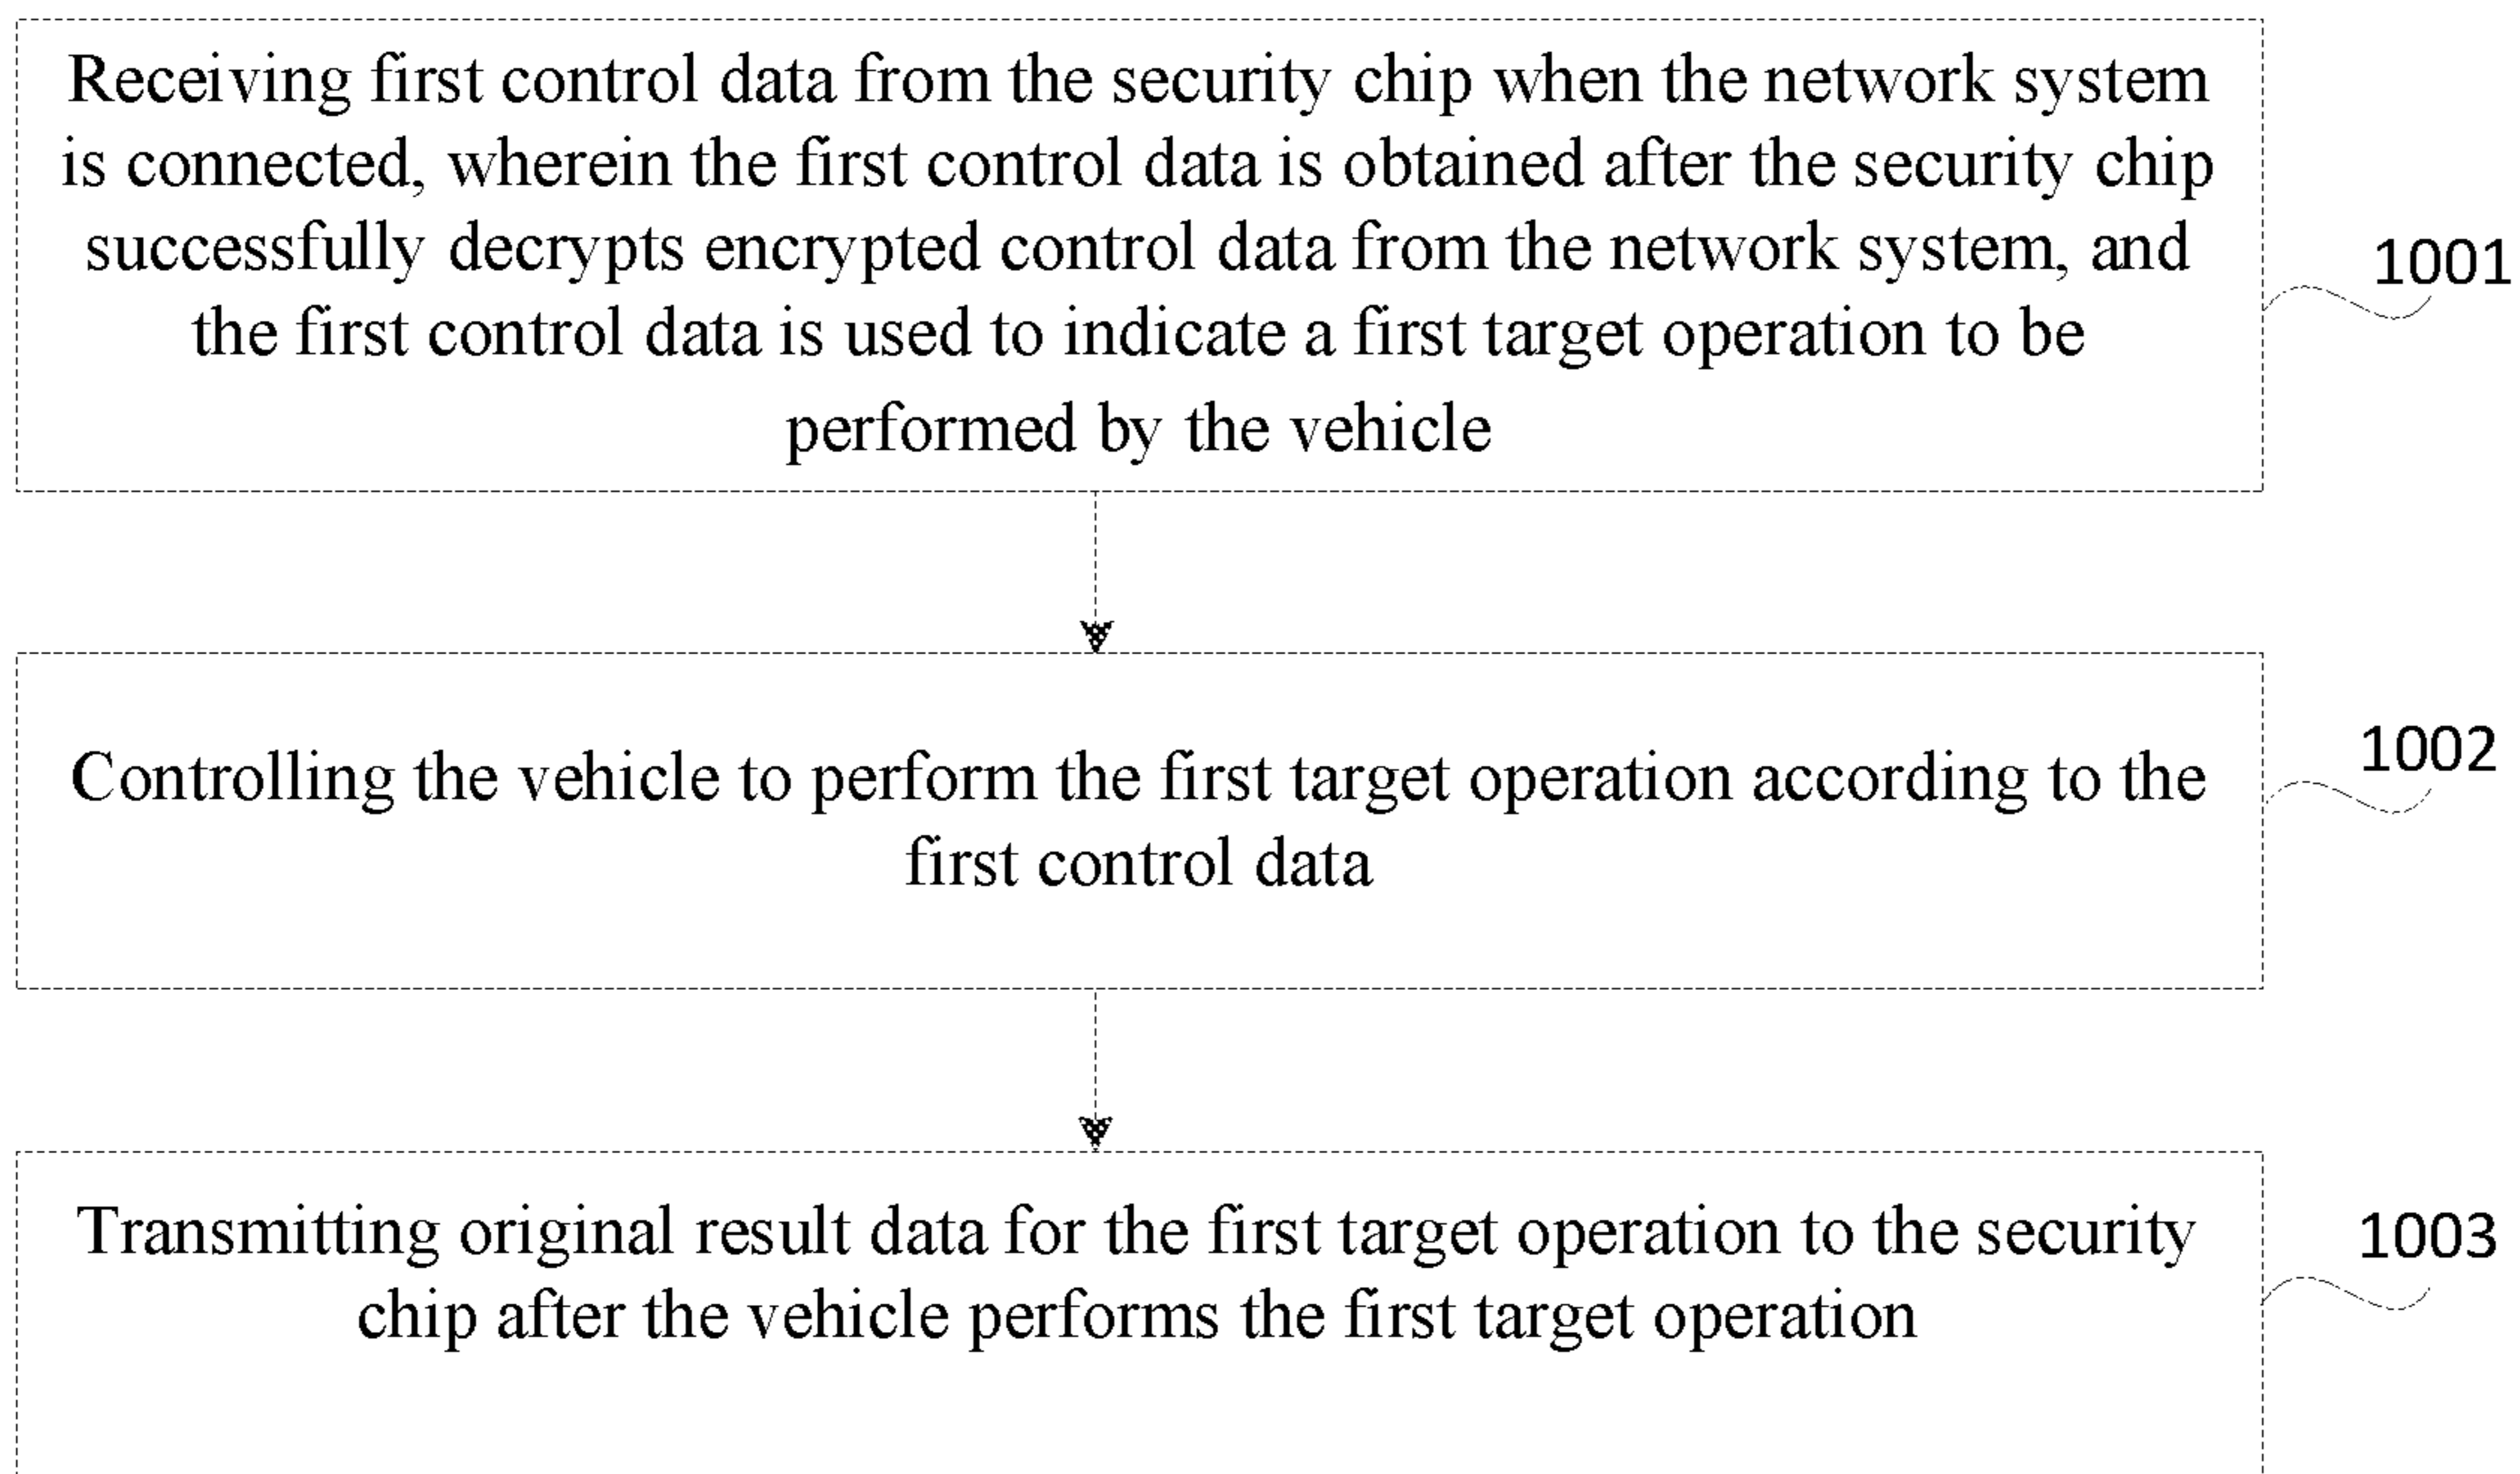 Receiving first control data from the security chip when the network system
is connected, wherein the first control data is obtained after the security chip
successfully decrypts encrypted control data from the network system, and
the first control data is used to indicate a first target operation to be
performed by the vehicle
1001
Controlling the vehicle to perform the first target operation according to the
first control data
1002
Transmitting original result data for the first target operation to the security
chip after the vehicle performs the first target operation
1003